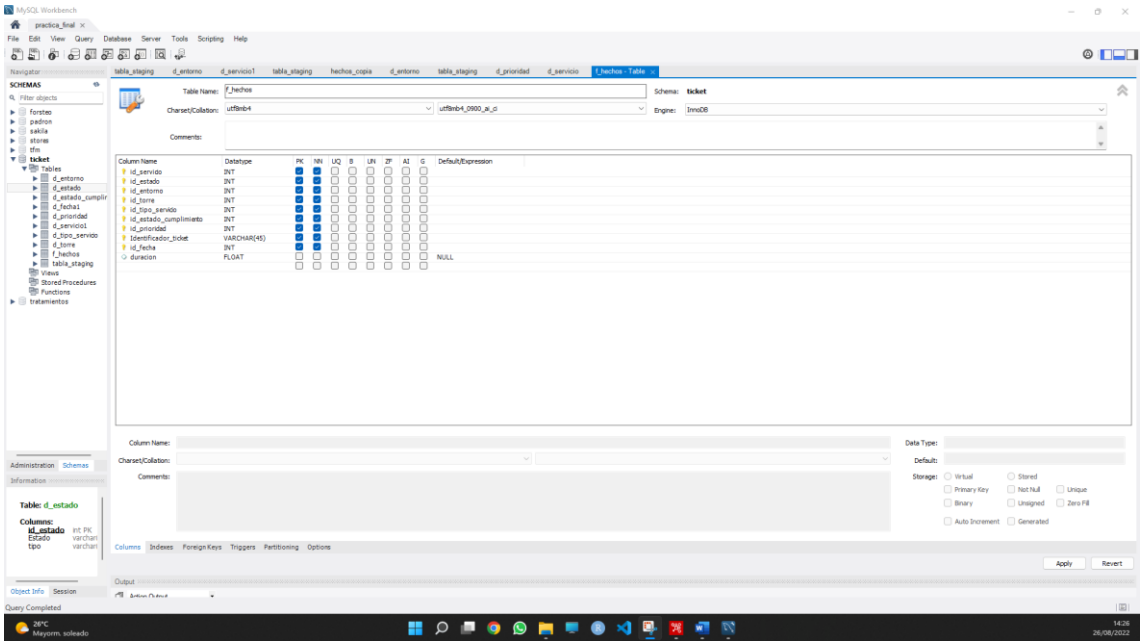 MySQL Workbench
practica_final ×
File Edit View Query Database Server Tools Scripting Help
Navigator
SCHEMAS
Filter objects
forsteo
padron
sakila
stores
tfm
ticket
Tables
d_entorno
d_estado
d_estado_cumplir
d_fecha1
d_prioridad
d_servicio1
d_tipo_servicio
d_torre
f_hechos
tabla_staging
Views
Stored Procedures
Functions
tratamientos
Administration Schemas
Information
Table: d_estado
Columns:
id_estado int PK
Estado varchar
tipo varchar
Object Info Session
tabla_staging d_entorno d_servicio1 tabla_staging hechos_copia d_entorno tabla_staging d_prioridad d_servicio f_hechos - Table ×
Table Name: f_hechos Schema: ticket
Charset/Collation: utf8mb4 utf8mb4_0900_ai_ci Engine: InnoDB
Comments:
Column Name Datatype PK NN UQ B UN ZF AI G Default/Expression
id_servicio INT
id_estado INT
id_entorno INT
id_torre INT
id_tipo_servicio INT
id_estado_cumplimiento INT
id_prioridad INT
Identificador_ticket VARCHAR(45)
id_fecha INT
duracion FLOAT NULL
Column Name: Data Type:
Charset/Collation: Default:
Comments: Storage: Virtual Stored
Primary Key Not Null Unique
Binary Unsigned Zero Fill
Auto Increment Generated
Columns Indexes Foreign Keys Triggers Partitioning Options
Apply Revert
Output
Action Output
Query Completed
26°C
Mayorm. soleado
14:26
26/08/2022